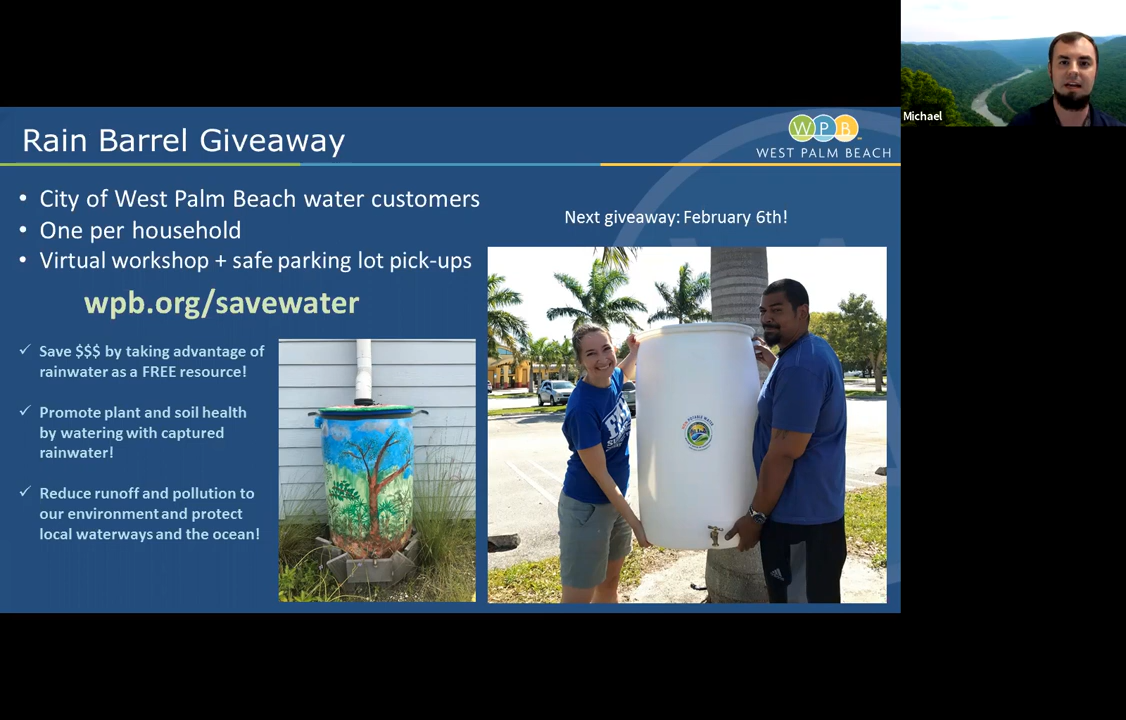 Michael
Rain Barrel Giveaway
WPB
WEST PALM BEACH
• City of West Palm Beach water customers
• One per household
• Virtual workshop + safe parking lot pick-ups
wpb.org/savewater
Next giveaway: February 6th!
✓ Save $$$ by taking advantage of
rainwater as a FREE resource!
✓ Promote plant and soil health
by watering with captured
rainwater!
✓ Reduce runoff and pollution to
our environment and protect
local waterways and the ocean!